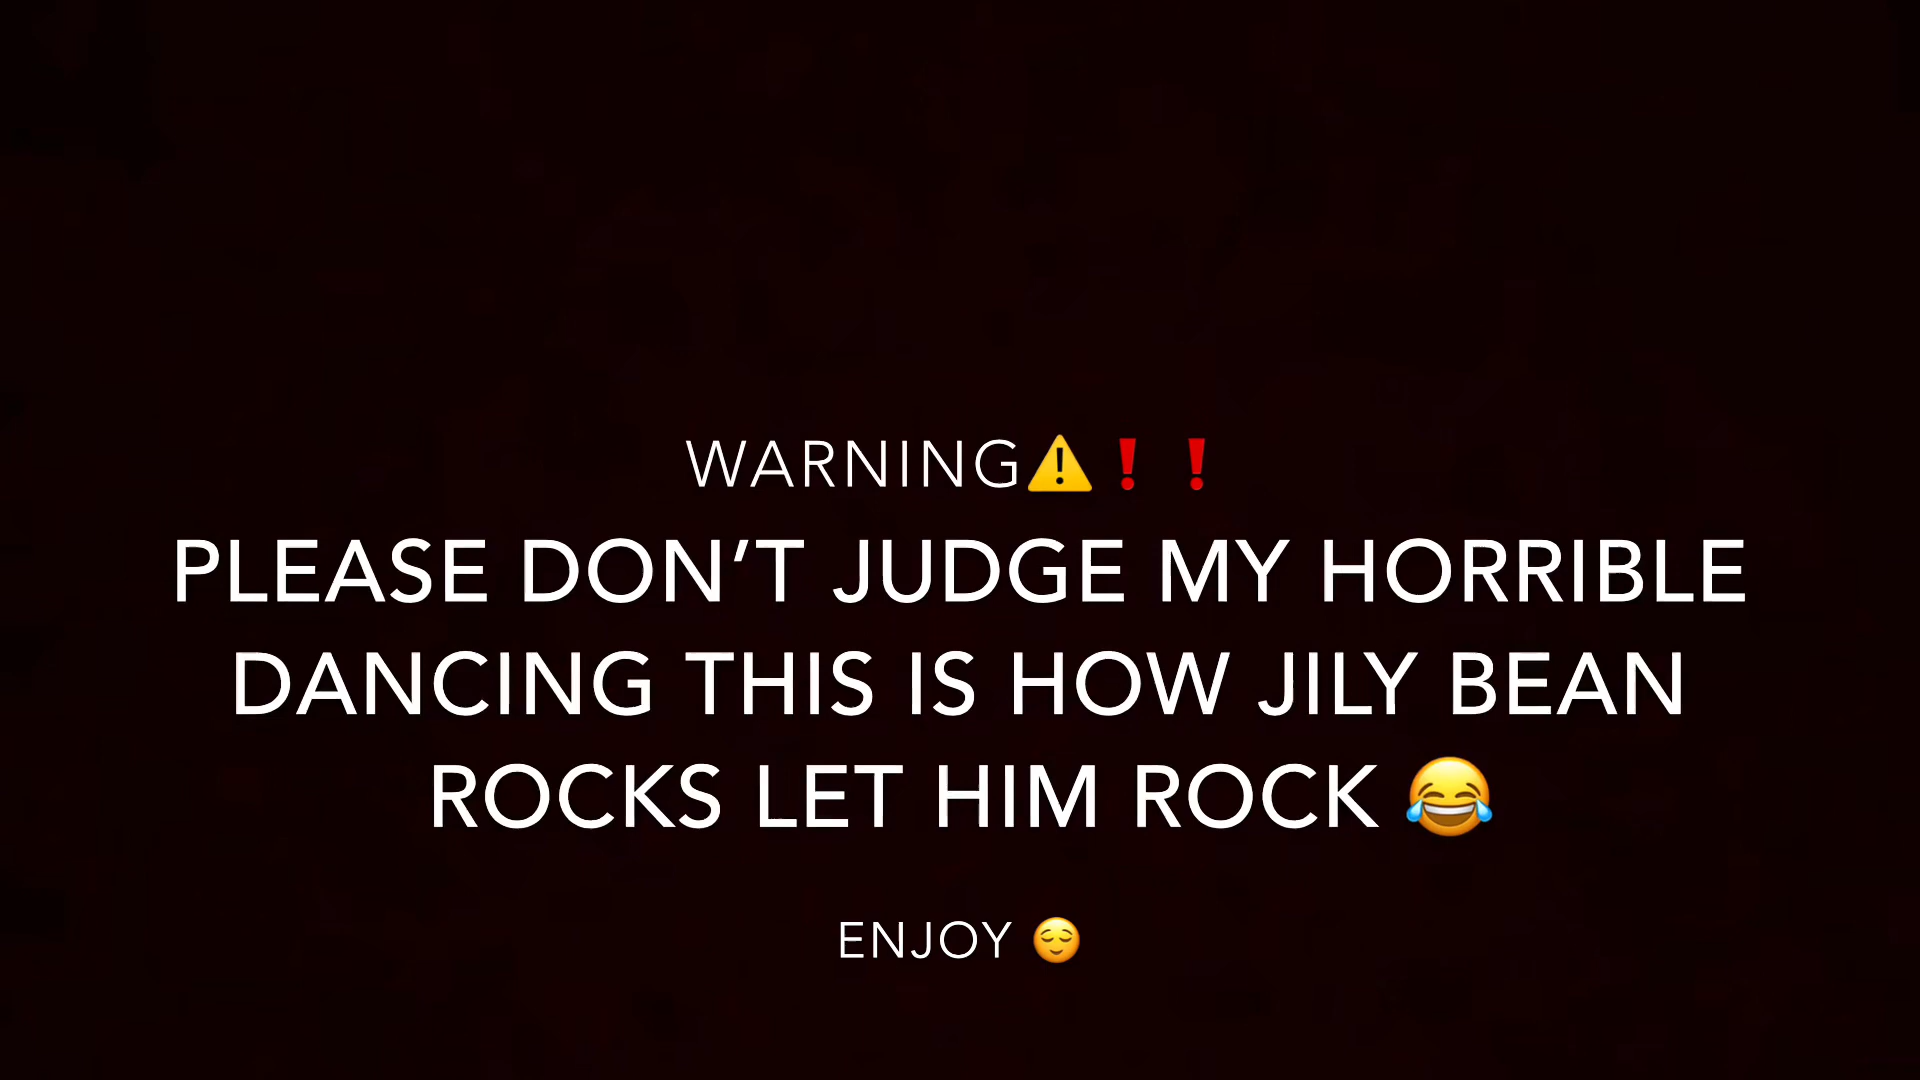 WARNING⚠️❗❗
PLEASE DON’T JUDGE MY HORRIBLE
DANCING THIS IS HOW JILY BEAN
ROCKS LET HIM ROCK 😂
ENJOY 😌